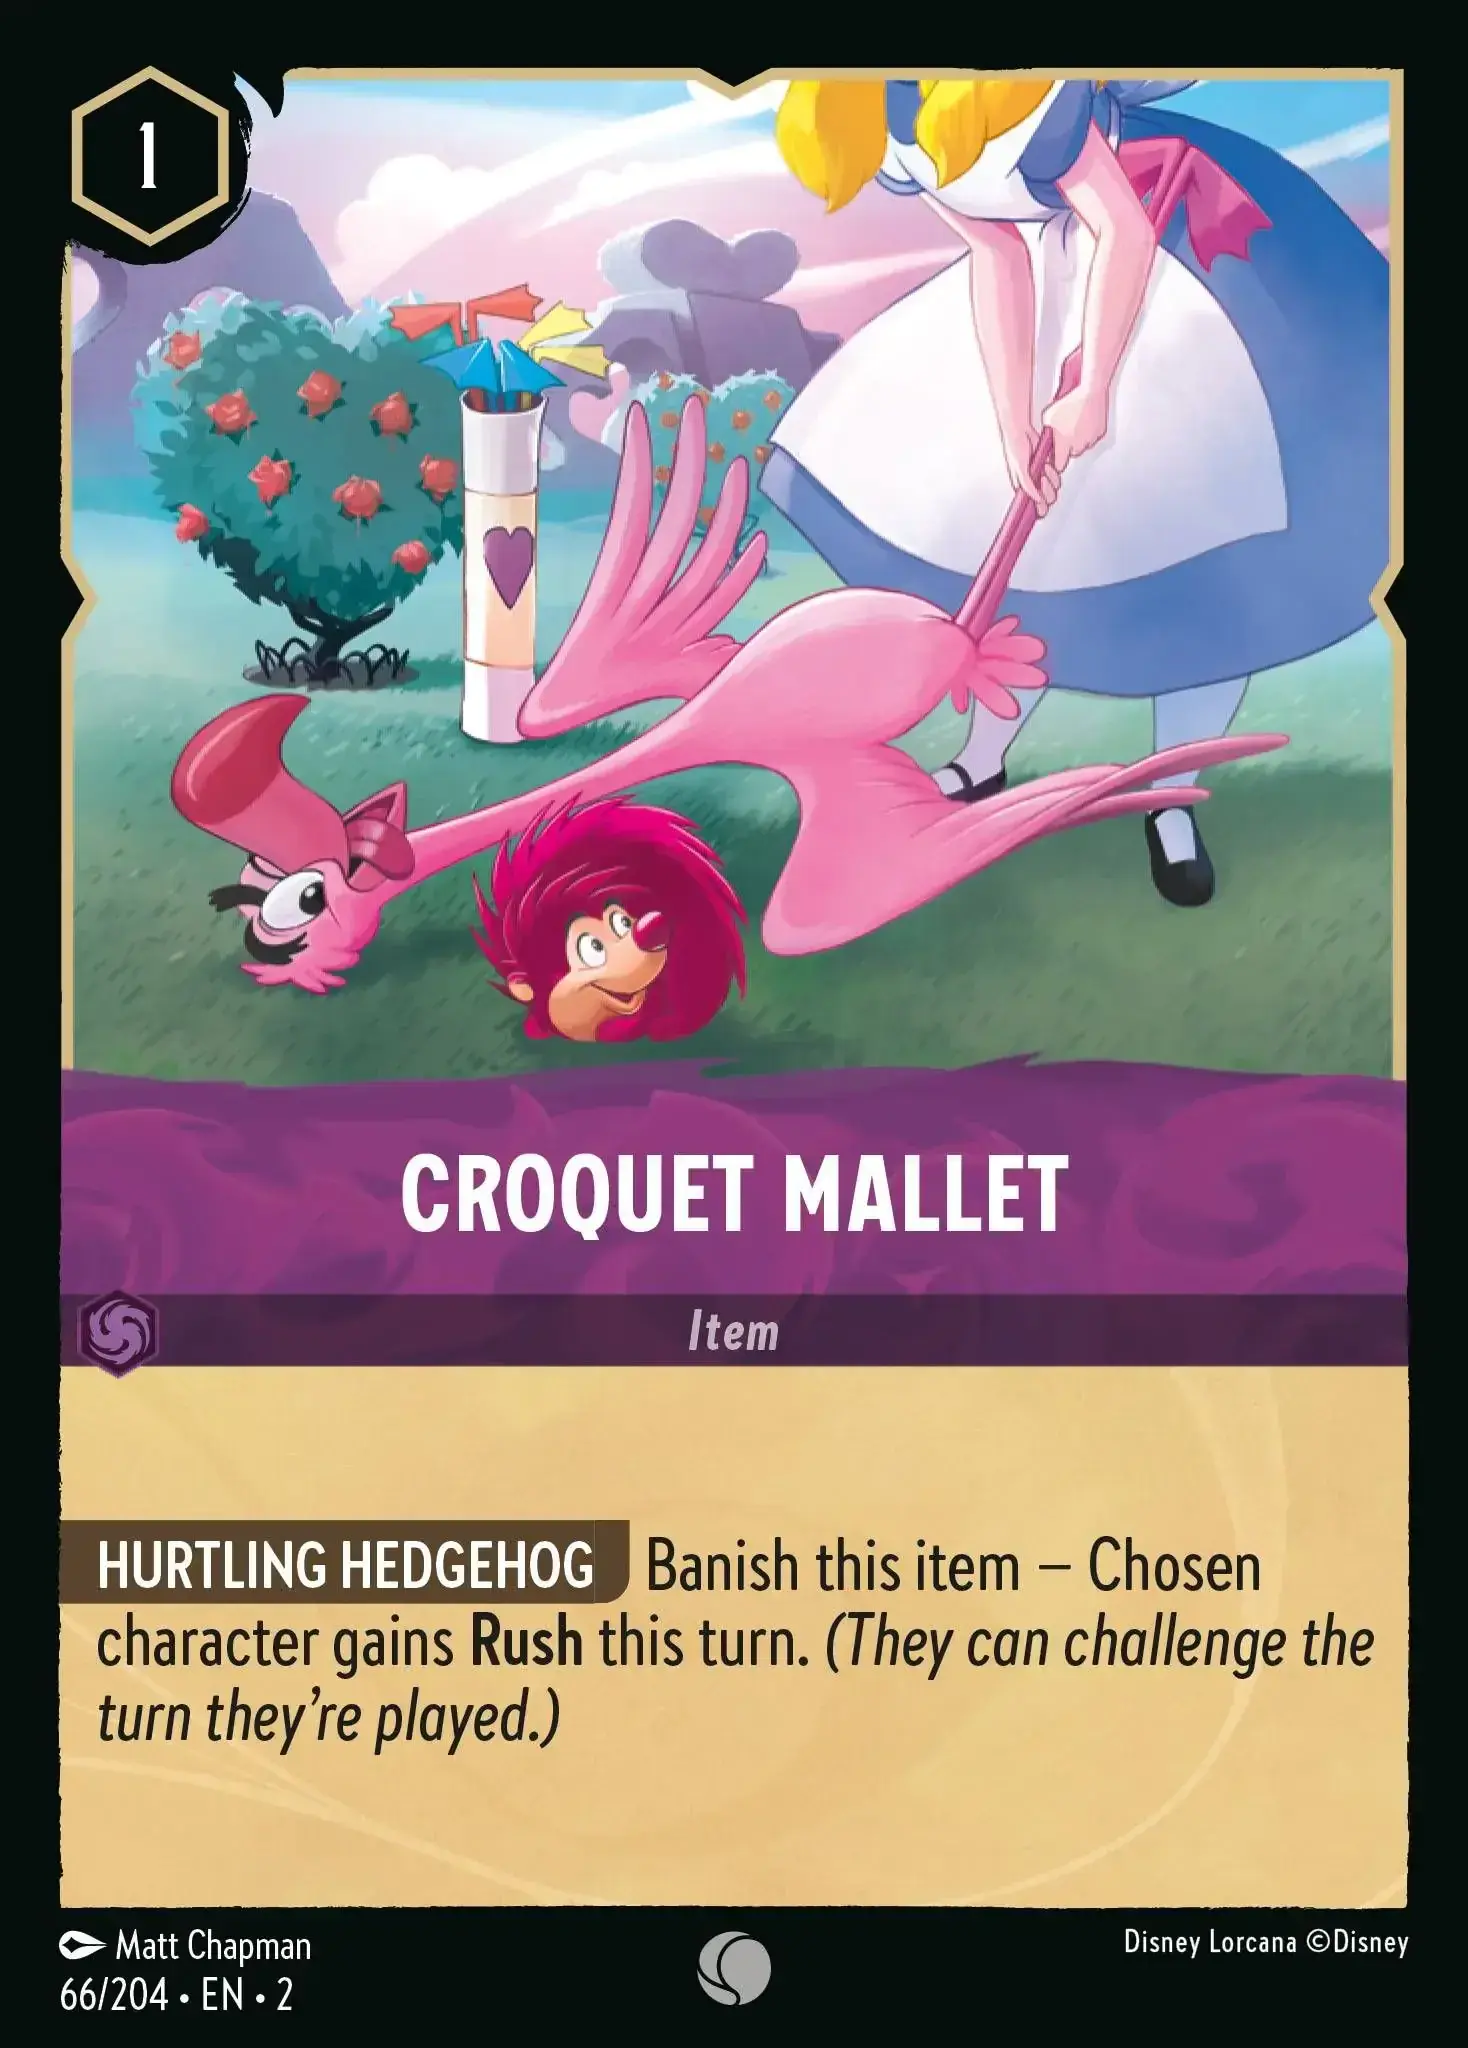 1
CROQUET MALLET
Item
HURTLING HEDGEHOG Banish this item – Chosen
character gains Rush this turn. (They can challenge the
turn they're played.)
Matt Chapman
66/204 • EN • 2
Disney Lorcana ©Disney